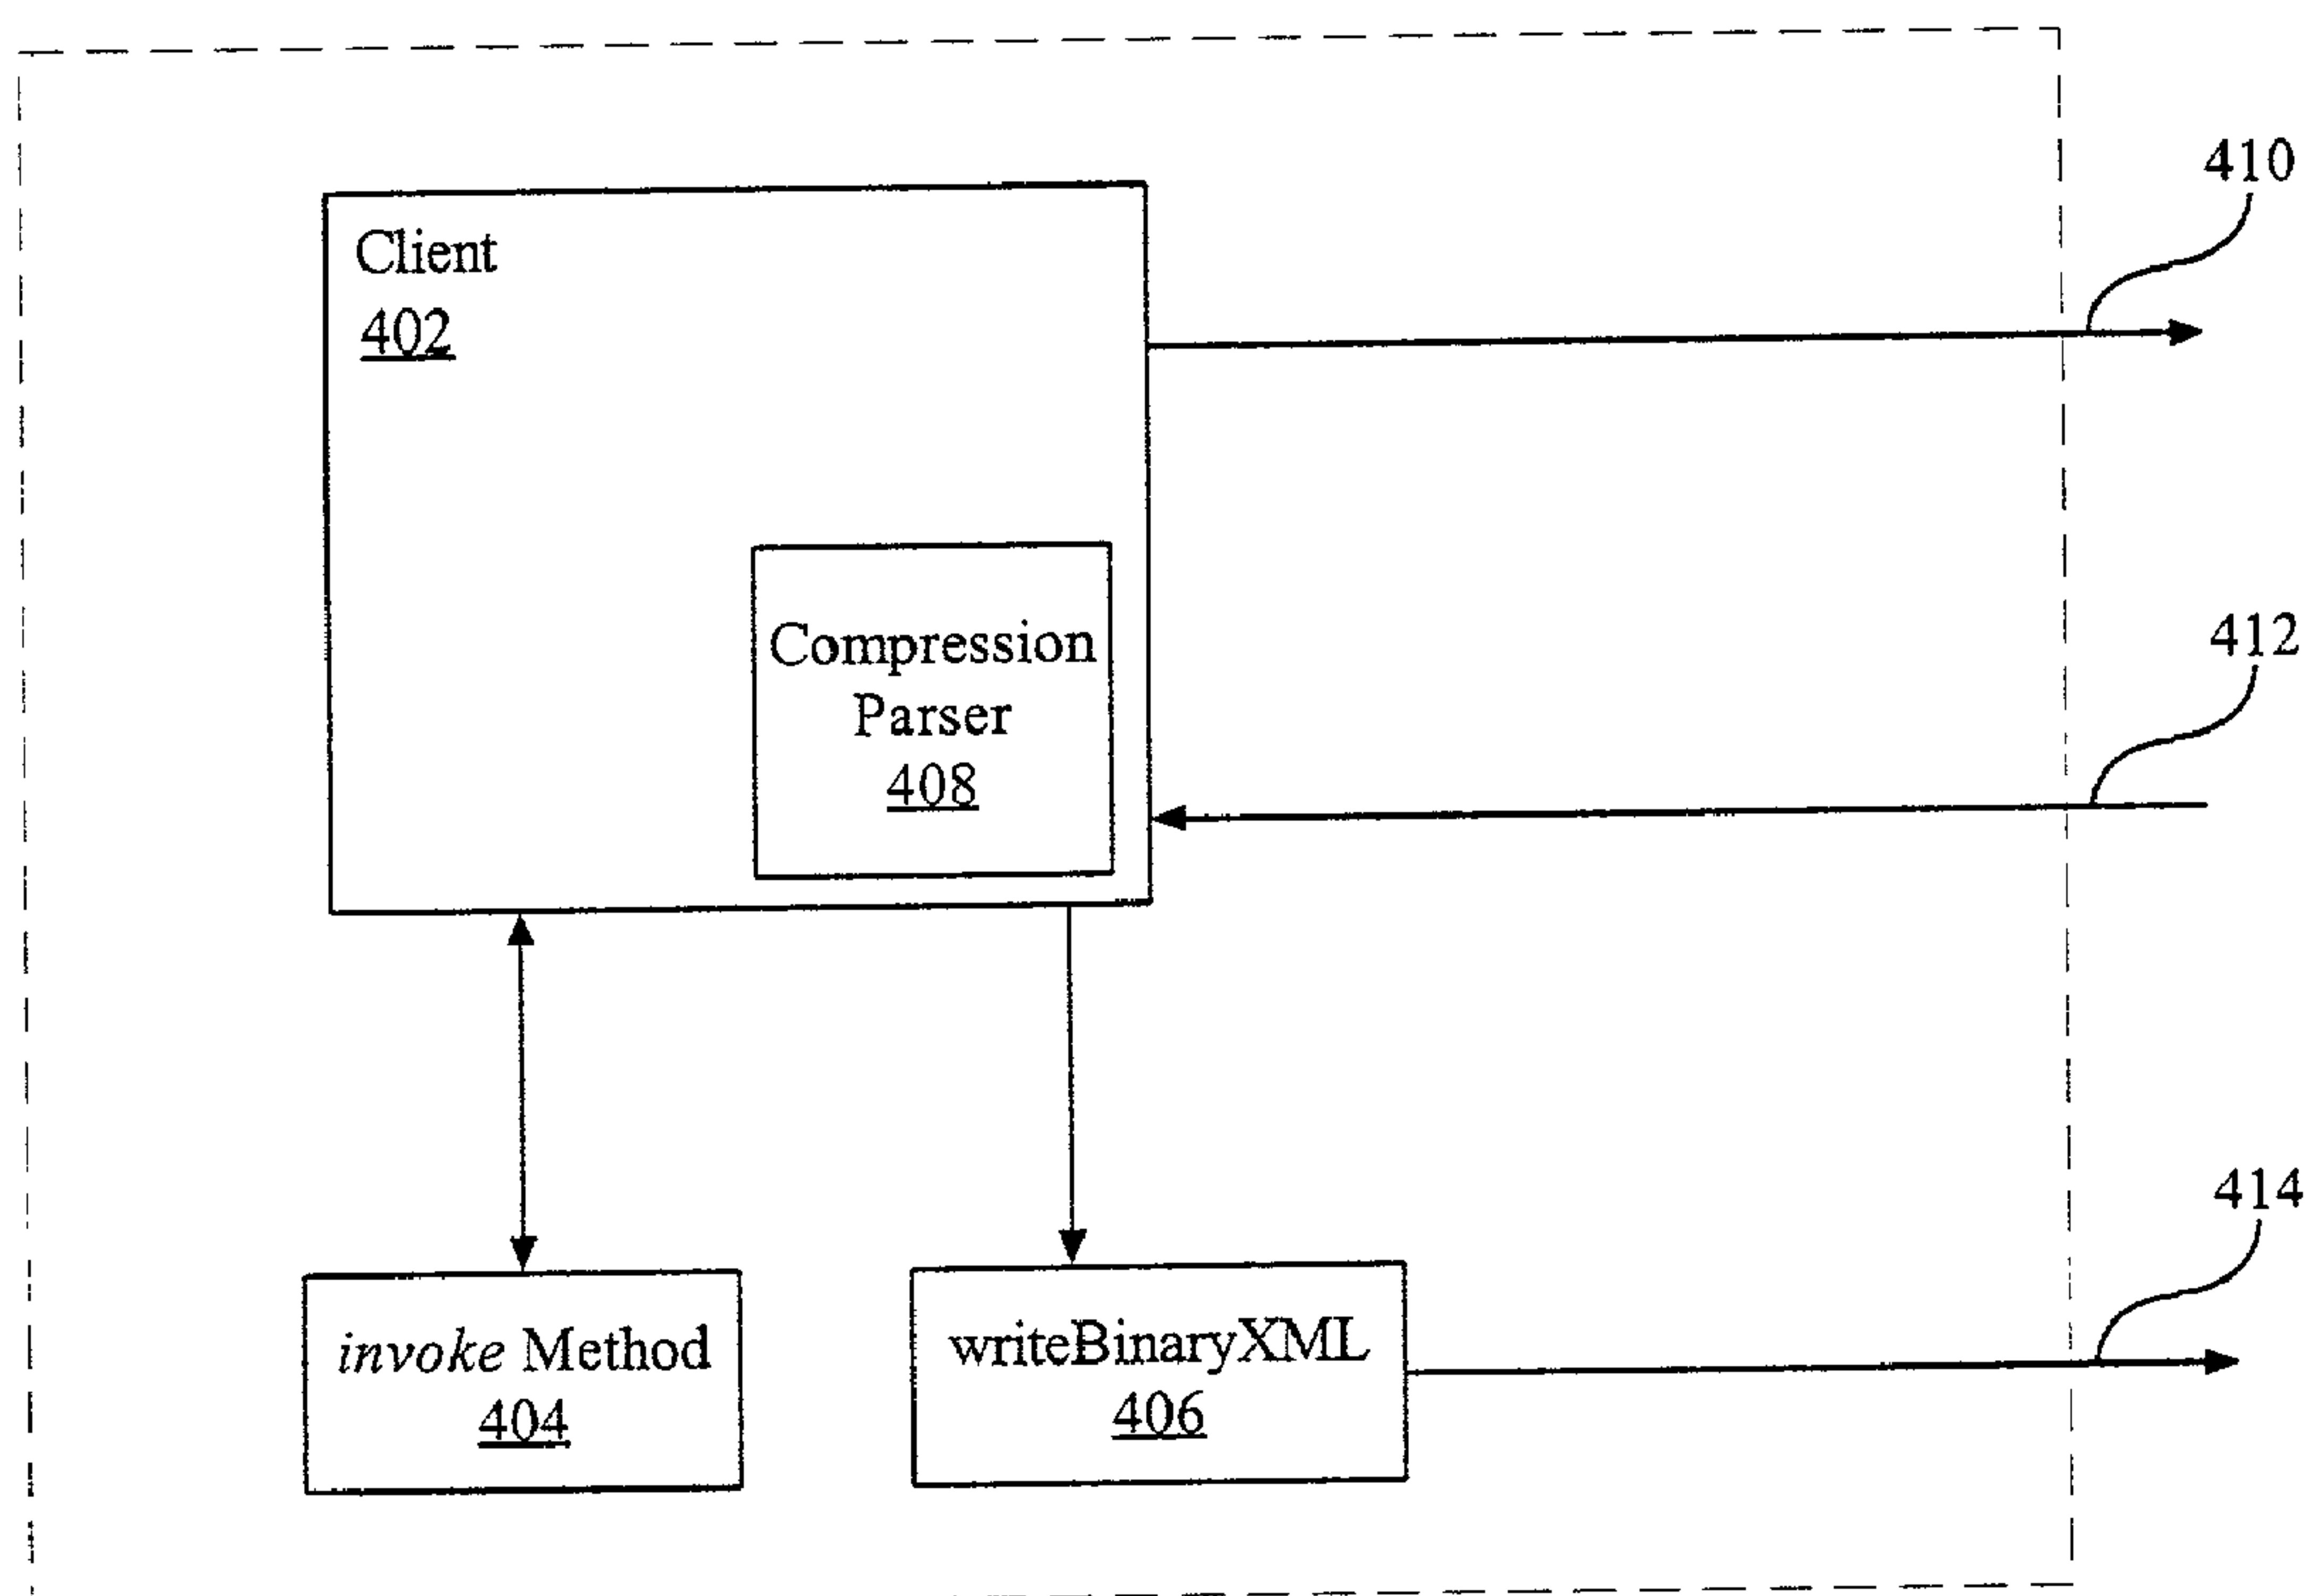 410
Client
402
412
Compression
Parser
408
414
invoke Method
404
writeBinaryXML
406